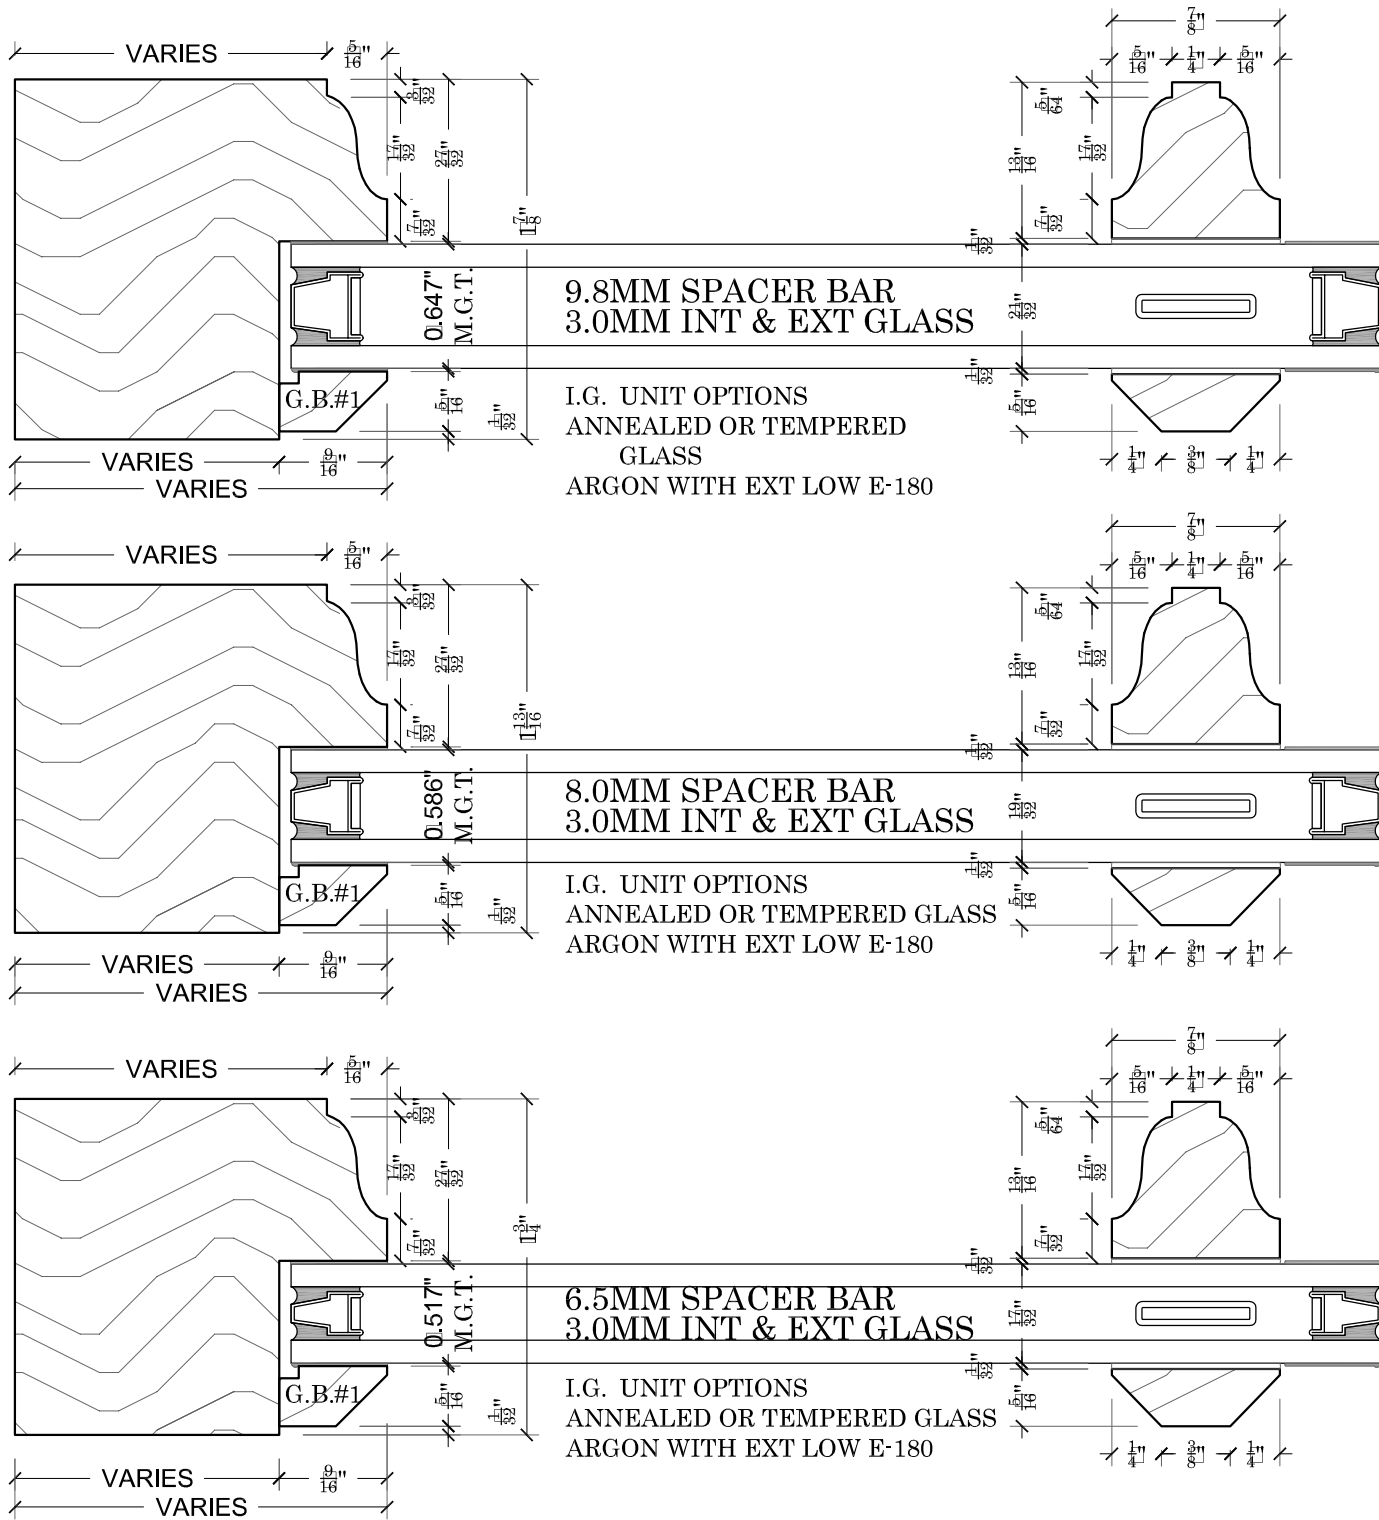 7/8"
VARIES 5/16" 5/16" 1/4" 5/16"
3/32" 5/64"
17/32" 27/32" 13/16 17/32"
7/32" 1 7/8" 1/32" 7/32"
0.647" M.G.T.
9.8MM SPACER BAR
3.0MM INT & EXT GLASS
21/32"
1/32"
G.B.#1 5/16" 1/32" 5/16"
I.G. UNIT OPTIONS
ANNEALED OR TEMPERED
GLASS
ARGON WITH EXT LOW E-180
VARIES 9/16" 1/4" 3/8" 1/4"
VARIES
7/8"
VARIES 5/16" 5/16" 1/4" 5/16"
3/32" 5/64"
17/32" 27/32" 13/16 17/32"
7/32" 1 13/16" 1/32" 7/32"
0.586" M.G.T.
8.0MM SPACER BAR
3.0MM INT & EXT GLASS
19/32"
1/32"
G.B.#1 5/16" 1/32" 5/16"
I.G. UNIT OPTIONS
ANNEALED OR TEMPERED GLASS
ARGON WITH EXT LOW E-180
VARIES 9/16" 1/4" 3/8" 1/4"
VARIES
7/8"
VARIES 5/16" 5/16" 1/4" 5/16"
3/32" 5/64"
17/32" 27/32" 13/16 17/32"
7/32" 1 3/4" 1/32" 7/32"
0.517" M.G.T.
6.5MM SPACER BAR
3.0MM INT & EXT GLASS
17/32"
1/32"
G.B.#1 5/16" 1/32" 5/16"
I.G. UNIT OPTIONS
ANNEALED OR TEMPERED GLASS
ARGON WITH EXT LOW E-180
VARIES 9/16" 1/4" 3/8" 1/4"
VARIES